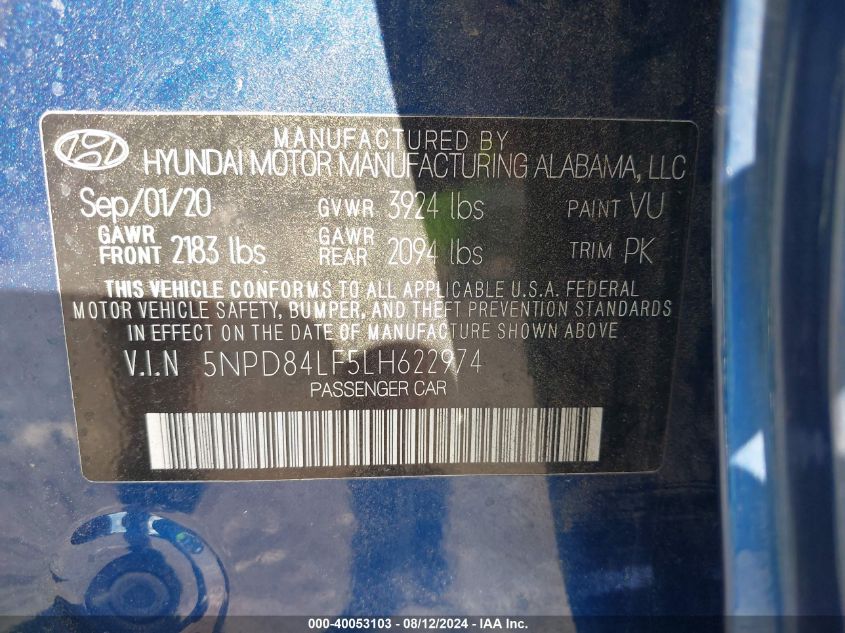 MANUFACTURED BY
HYUNDAI MOTOR MANUFACTURING ALABAMA, LLC
Sep/01/20 GVWR 3924 lbs PAINT VU
GAWR FRONT 2183 lbs GAWR REAR 2094 lbs TRIM PK
THIS VEHICLE CONFORMS TO ALL APPLICABLE U.S.A. FEDERAL
MOTOR VEHICLE SAFETY, BUMPER, AND THEFT PREVENTION STANDARDS
IN EFFECT ON THE DATE OF MANUFACTURE SHOWN ABOVE
V.I.N 5NPD84LF5LH622974
PASSENGER CAR
000-40053103 - 08/12/2024 - IAA Inc.